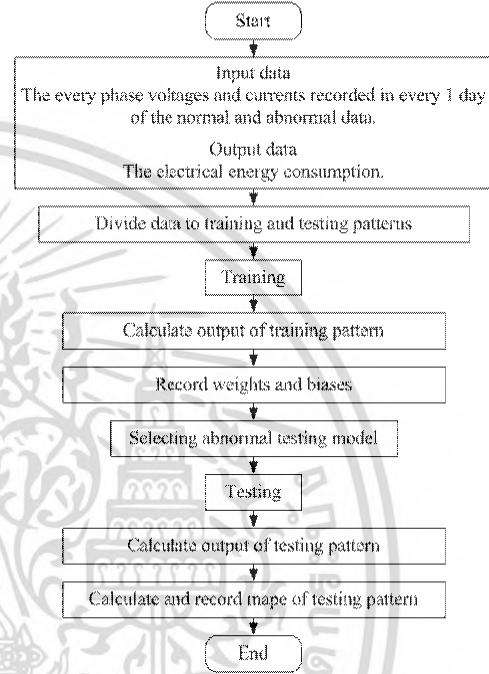 Start
Input data
The every phase voltages and currents recorded in every 1 day
of the normal and abnormal data.
Output data
The electrical energy consumption.
Divide data to training and testing patterns
Training
Calculate output of training pattern
Record weights and biases
Selecting abnormal testing model
Testing
Calculate output of testing pattern
Calculate and record mape of testing pattern
End